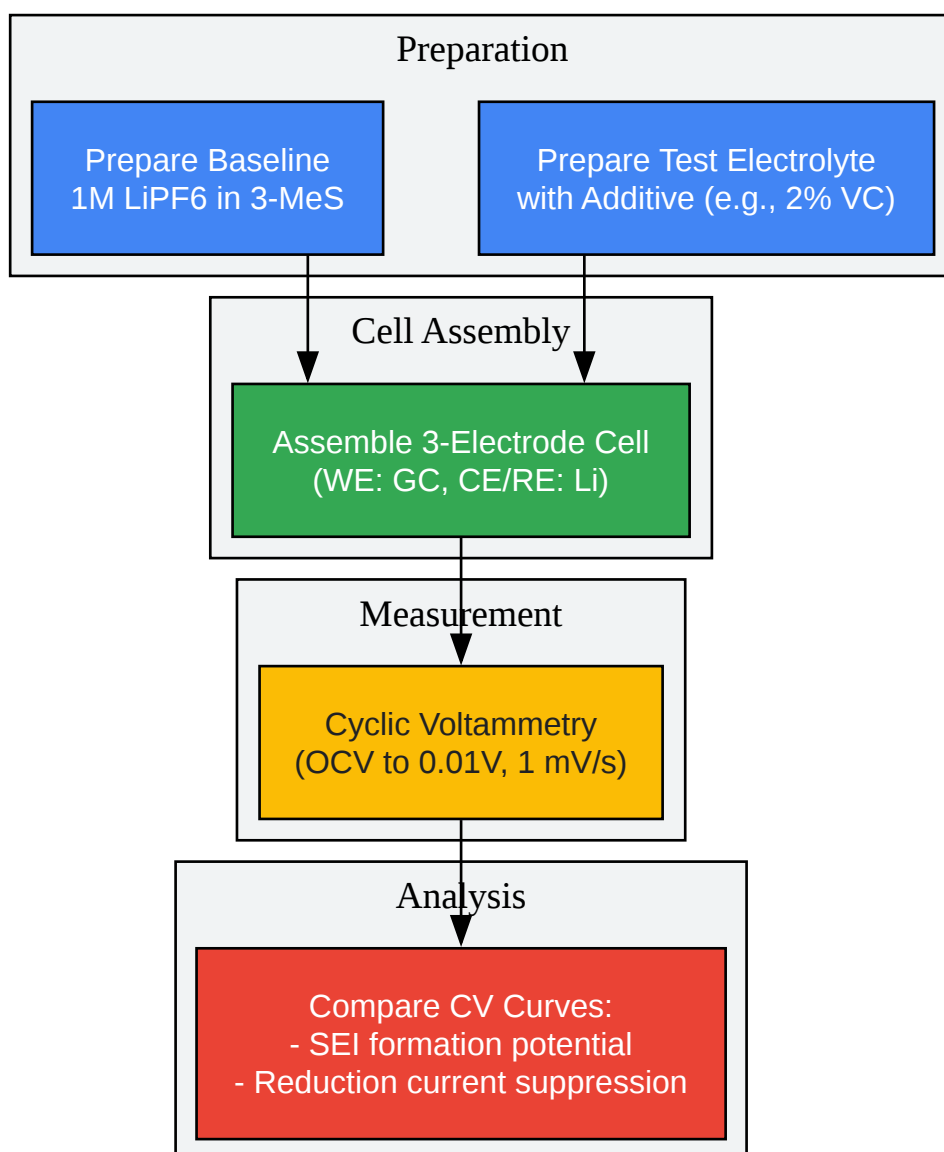 Preparation
Prepare Baseline
1M LiPF6 in 3-MeS
Prepare Test Electrolyte
with Additive (e.g., 2% VC)
Cell Assembly
Assemble 3-Electrode Cell
(WE: GC, CE/RE: Li)
Measurement
Cyclic Voltammetry
(OCV to 0.01V, 1 mV/s)
Analysis
Compare CV Curves:
- SEI formation potential
- Reduction current suppression